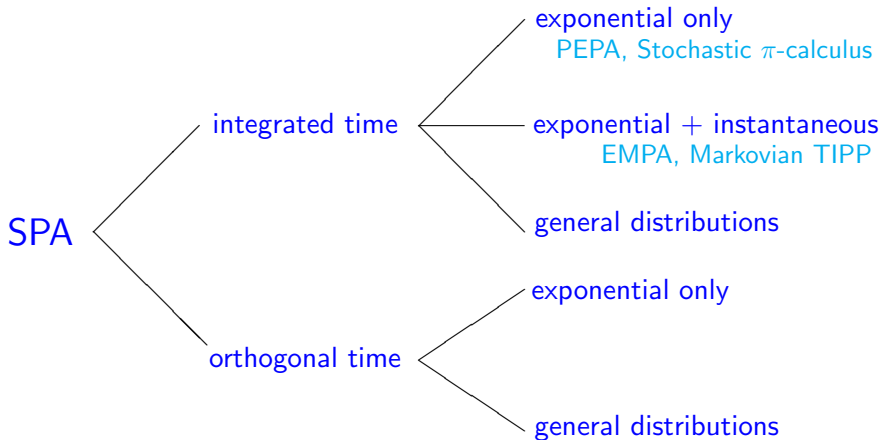 exponential only
PEPA, Stochastic π-calculus
integrated time
exponential + instantaneous
EMPA, Markovian TIPP
SPA
general distributions
exponential only
orthogonal time
general distributions